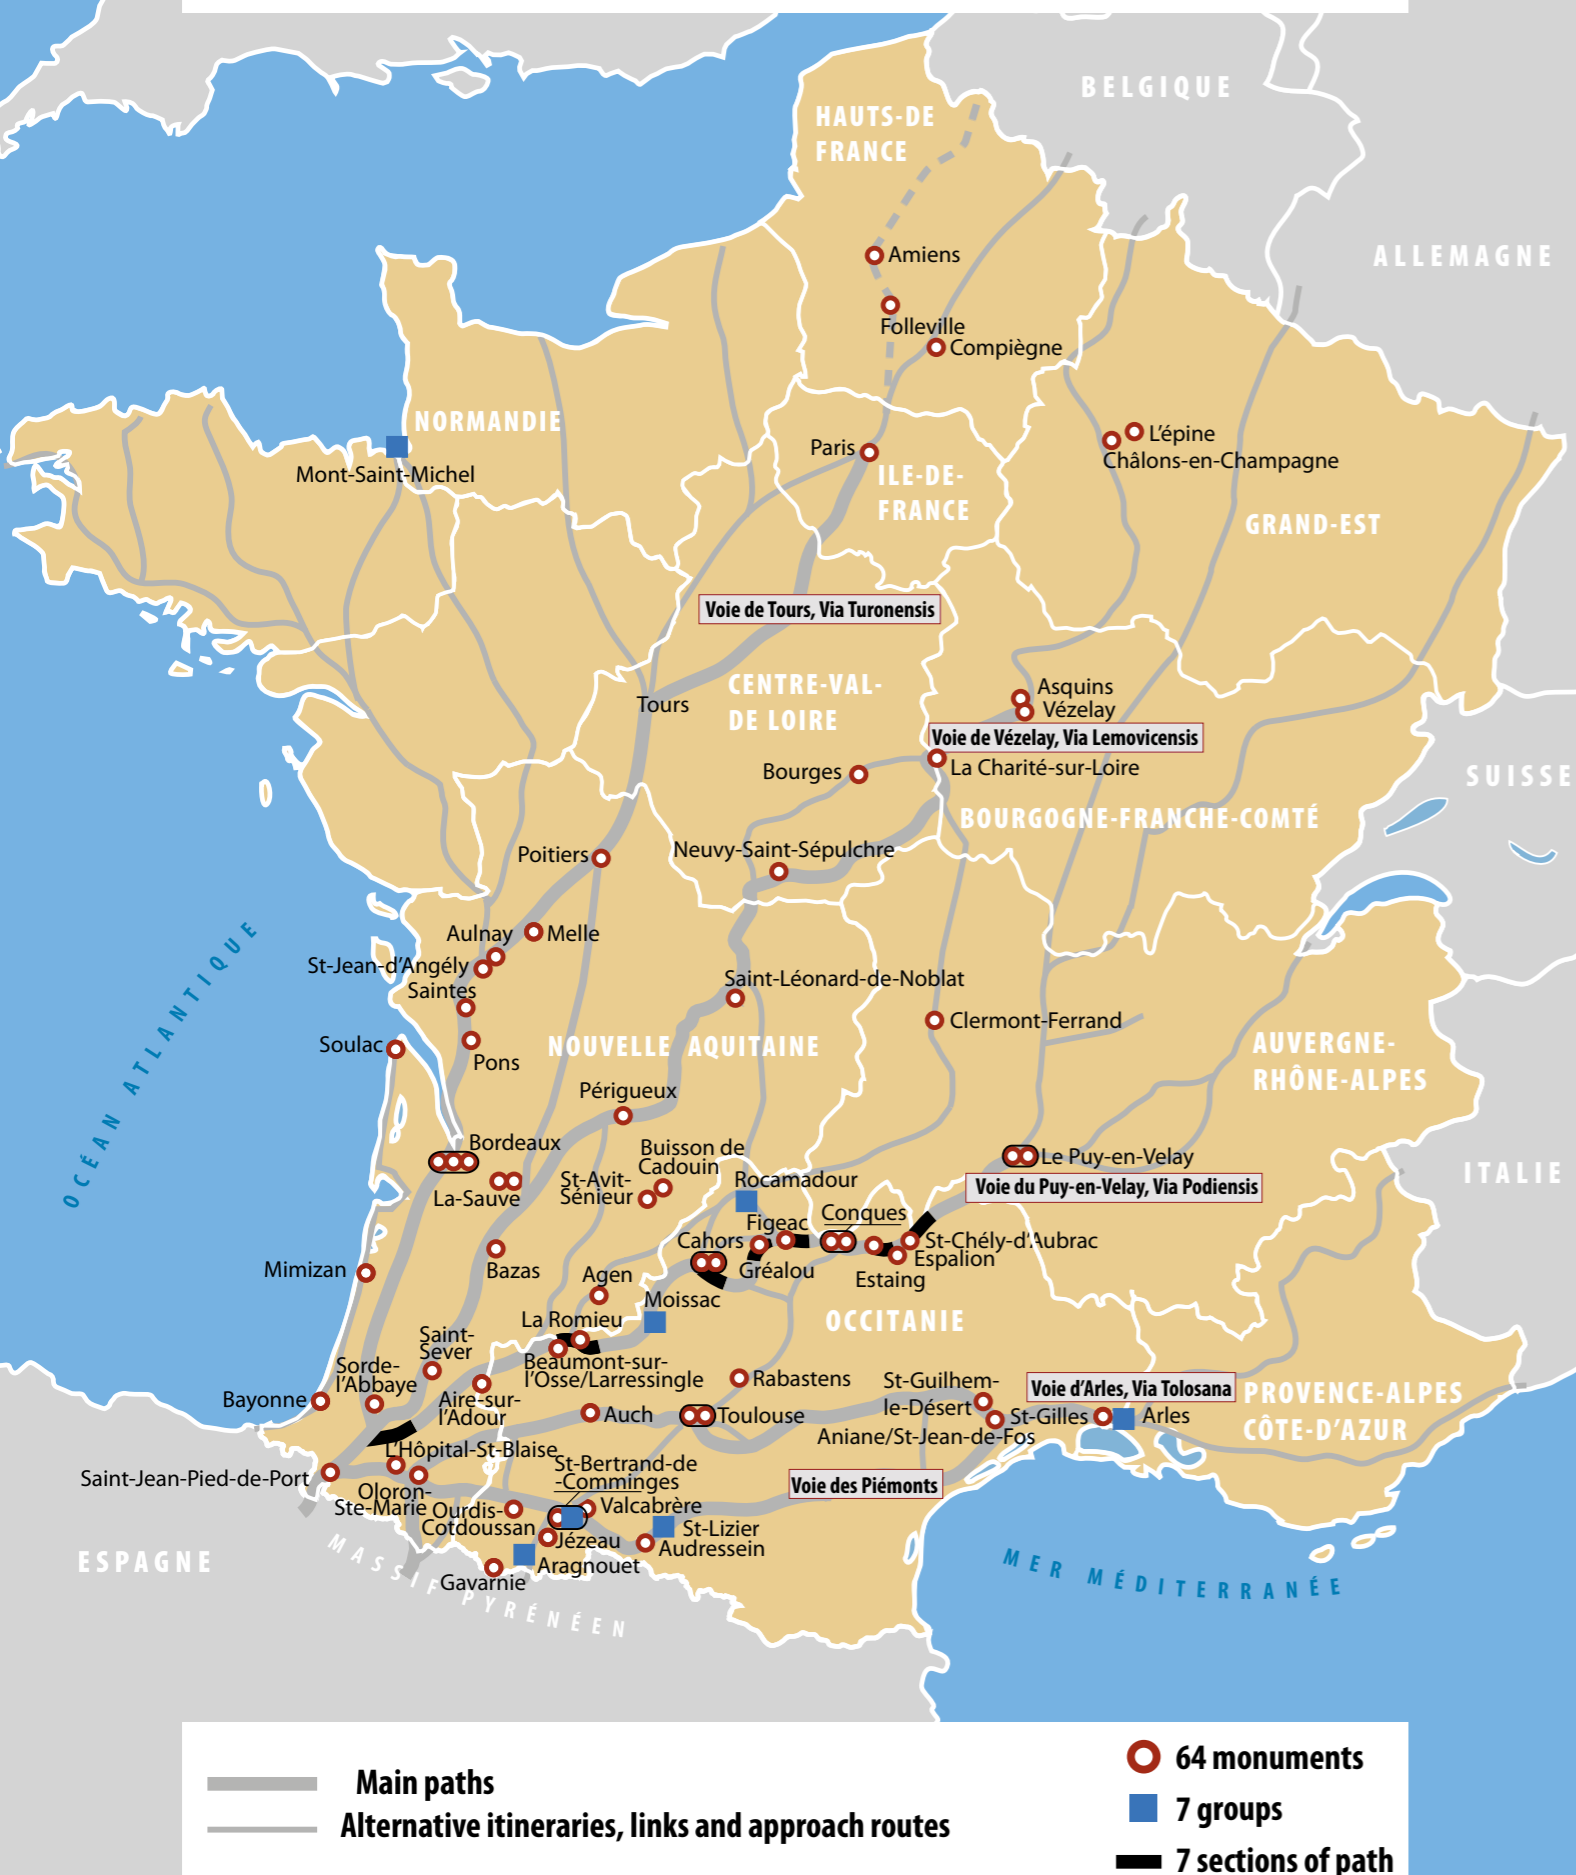 BELGIQUE
HAUTS-DE
FRANCE
ALLEMAGNE
Amiens
Folleville
Compiègne
NORMANDIE
Mont-Saint-Michel
Paris
ILE-DE-
FRANCE
L'épine
Châlons-en-Champagne
GRAND-EST
Voie de Tours, Via Turonensis
CENTRE-VAL-
DE LOIRE
Tours
Asquins
Vézelay
Voie de Vézelay, Via Lemovicensis
La Charité-sur-Loire
Bourges
SUISSE
BOURGOGNE-FRANCHE-COMTÉ
Poitiers
Neuvy-Saint-Sépulchre
OCÉAN ATLANTIQUE
Aulnay
Melle
St-Jean-d'Angély
Saintes
Saint-Léonard-de-Noblat
Clermont-Ferrand
Soulac
Pons
NOUVELLE AQUITAINE
AUVERGNE-
RHÔNE-ALPES
Périgueux
Bordeaux
La-Sauve
St-Avit-
Sénieur
Buisson de
Cadouin
Le Puy-en-Velay
ITALIE
Voie du Puy-en-Velay, Via Podiensis
Rocamadour
Figeac
Conques
Cahors
Gréalou
St-Chély-d'Aubrac
Espalion
Estaing
Mimizan
Bazas
Agen
Moissac
La Romieu
OCCITANIE
Saint-
Sever
Sorde-
l'Abbaye
Beaumont-sur-
l'Osse/Larressingle
Rabastens
Bayonne
Aire-sur-
l'Adour
Auch
Toulouse
St-Guilhem-
le-Désert
Aniane/St-Jean-de-Fos
Voie d'Arles, Via Tolosana
St-Gilles
Arles
PROVENCE-ALPES
CÔTE-D'AZUR
Saint-Jean-Pied-de-Port
L'Hôpital-St-Blaise
Oloron-
Ste-Marie
Ourdis-
Cotdoussan
St-Bertrand-de
-Comminges
Valcabrère
Voie des Piémonts
St-Lizier
Audressein
Jézeau
Aragnouet
Gavarnie
ESPAGNE
MASSIF PYRÉNÉEN
MER MÉDITERRANÉE
Main paths
Alternative itineraries, links and approach routes
64 monuments
7 groups
7 sections of path